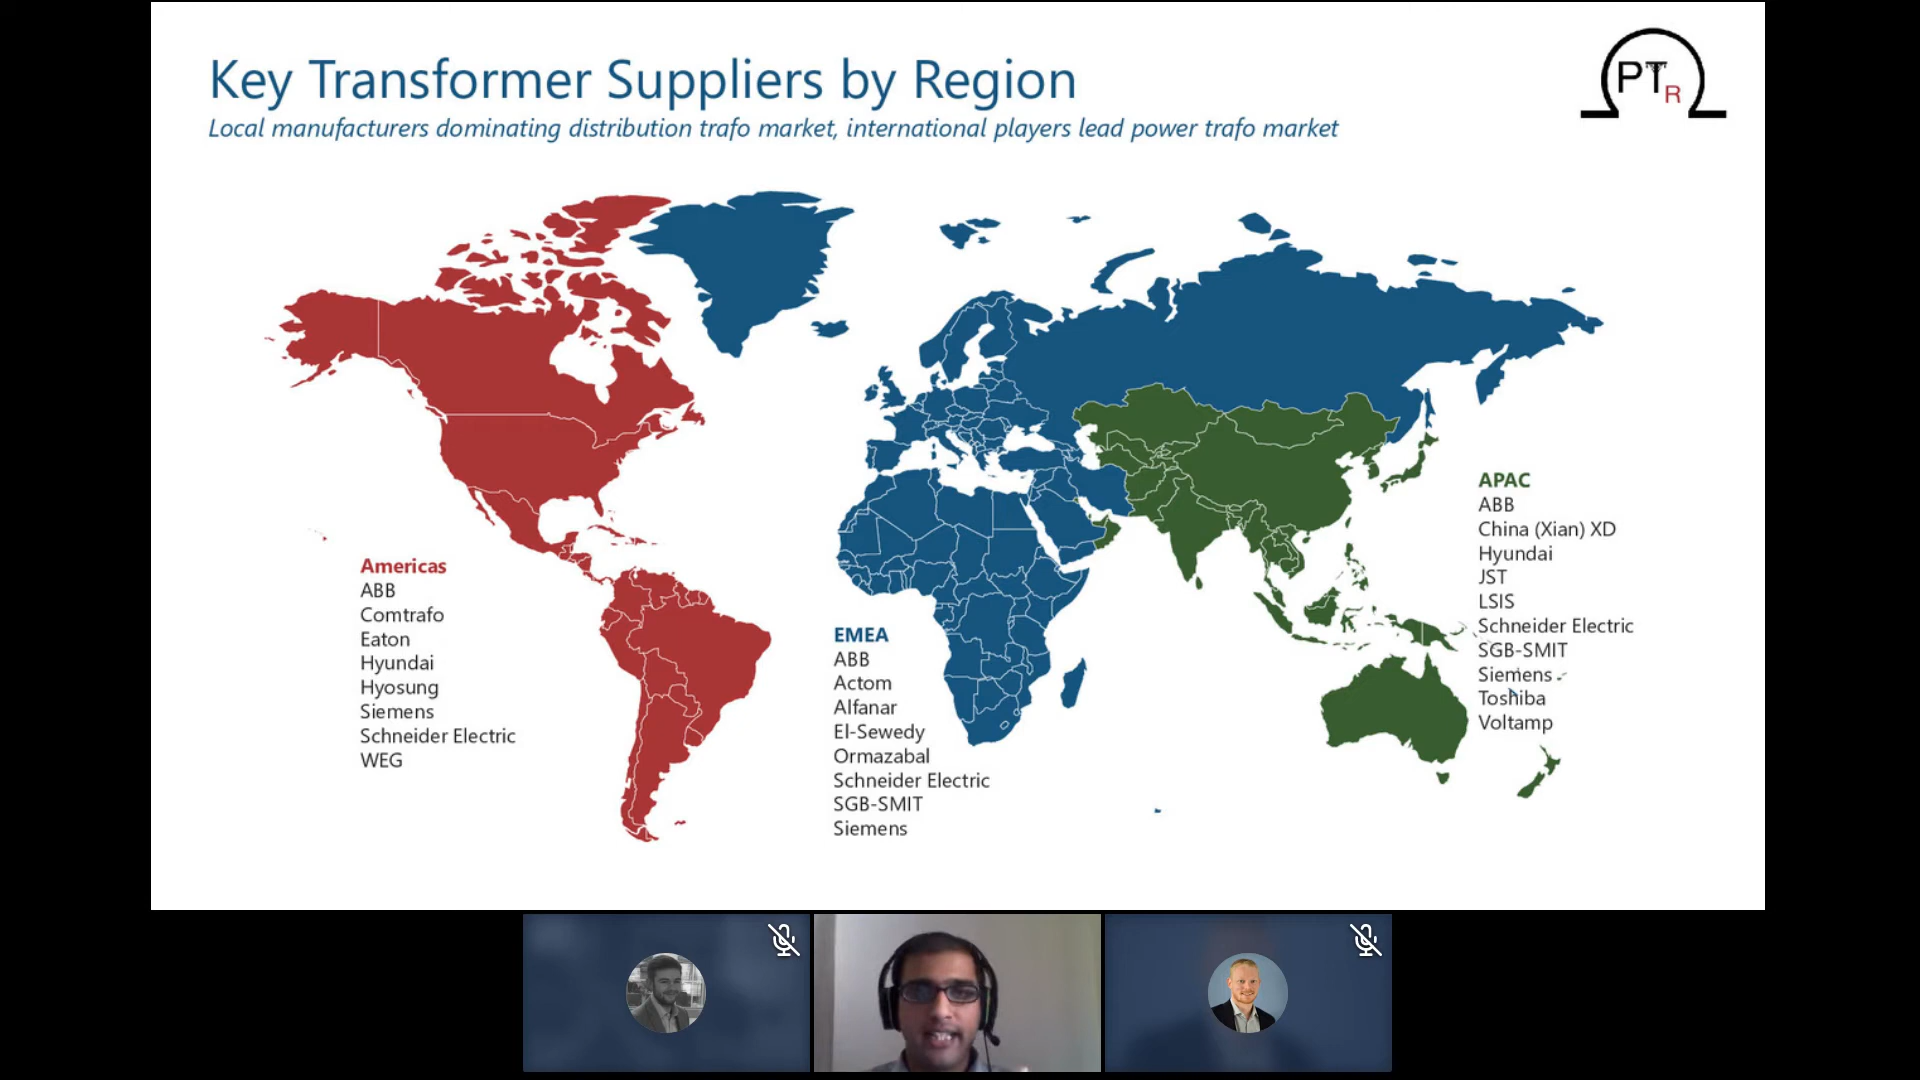 Key Transformer Suppliers by Region
Local manufacturers dominating distribution trafo market, international players lead power trafo market
PTR
Americas
ABB
Comtrafo
Eaton
Hyundai
Hyosung
Siemens
Schneider Electric
WEG
EMEA
ABB
Actom
Alfanar
El-Sewedy
Ormazabal
Schneider Electric
SGB-SMIT
Siemens
APAC
ABB
China (Xian) XD
Hyundai
JST
LSIS
Schneider Electric
SGB-SMIT
Siemens
Toshiba
Voltamp